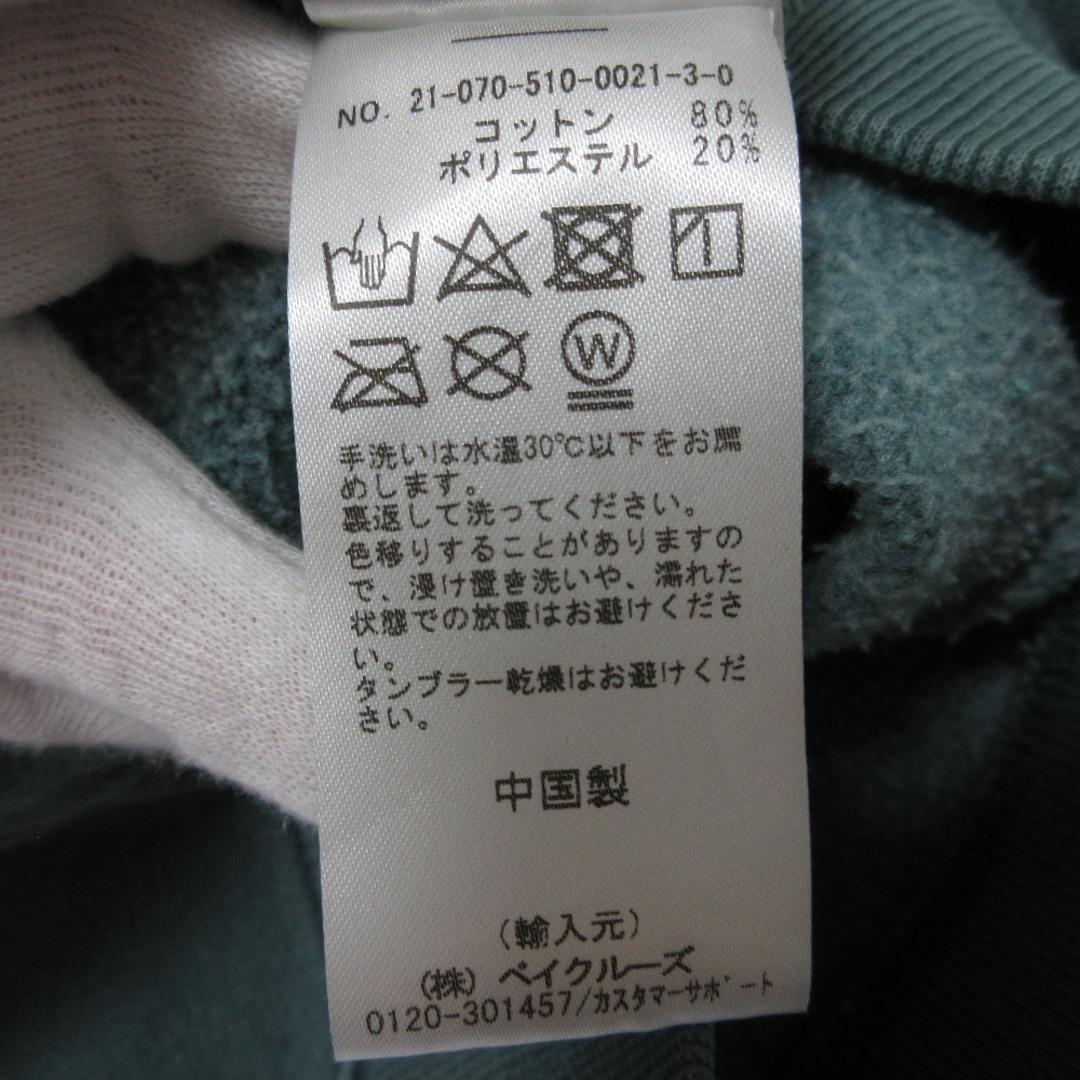 NO. 21-070-510-0021-3-0
コットン 80%
ポリエステル 20%
W
手洗いは水温30℃以下をお薦
めします。
裏返して洗ってください。
色移りすることがありますの
で、浸け置き洗いや、濡れた
状態での放置はお避けくださ
い。
タンブラー乾燥はお避けくだ
さい。
中国製
(輸入元)
(株) ベイクルーズ
0120-301457/カスタマーサポート